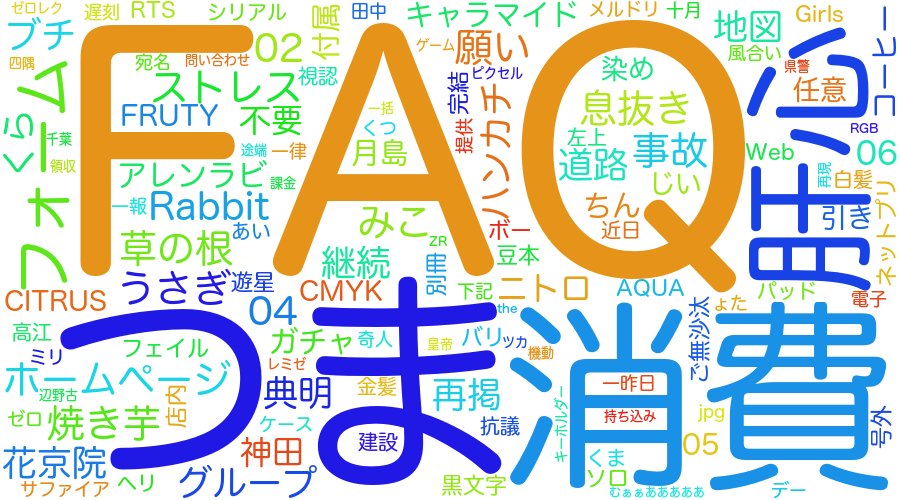 ゼロレク
遅刻
RTS
シリアル
付属
田中
キャラマイド
メルドリ
十月
地図
Girls
コーヒー
ブチ
四隅
宛名
問い合わせ
02
ゲーム
願い
風合い
県警
任意
心
フォーム
ストレス
視認
ピクセル
完結
染め
FAQ
FRUTY
不要
一括
くつ
提供
ハンカチ
息抜き
RGB
くら
千葉
領収
途端
一律
月島
左上
道路
事故
Web
06
アレンラビ
課金
じい
再現
白髪
肝
一報
Rabbit
あい
みこ
ボー
ちん
近日
引き
ネットプリ
草の根
ZR
豆本
継続
別冊
うさぎ
遊星
CMYK
下記
ニトロ
AQUA
パッド
電子
CITRUS
04
the
ょた
ご無沙汰
高江
ミリ
フェイル
ガチャ
奇人
皇帝
バリ
ツカ
機動
つま
消費
レミゼ
ホームページ
辺野古
典明
金髪
再掲
一昨日
店内
ゼロ
焼き芋
ケース
キーホルダー
持ち込み
jpg
抗議
建設
神田
05
号外
花京院
くま
ソロ
サファイア
ヘリ
グループ
黒文字
むぁぁあああああ
デー